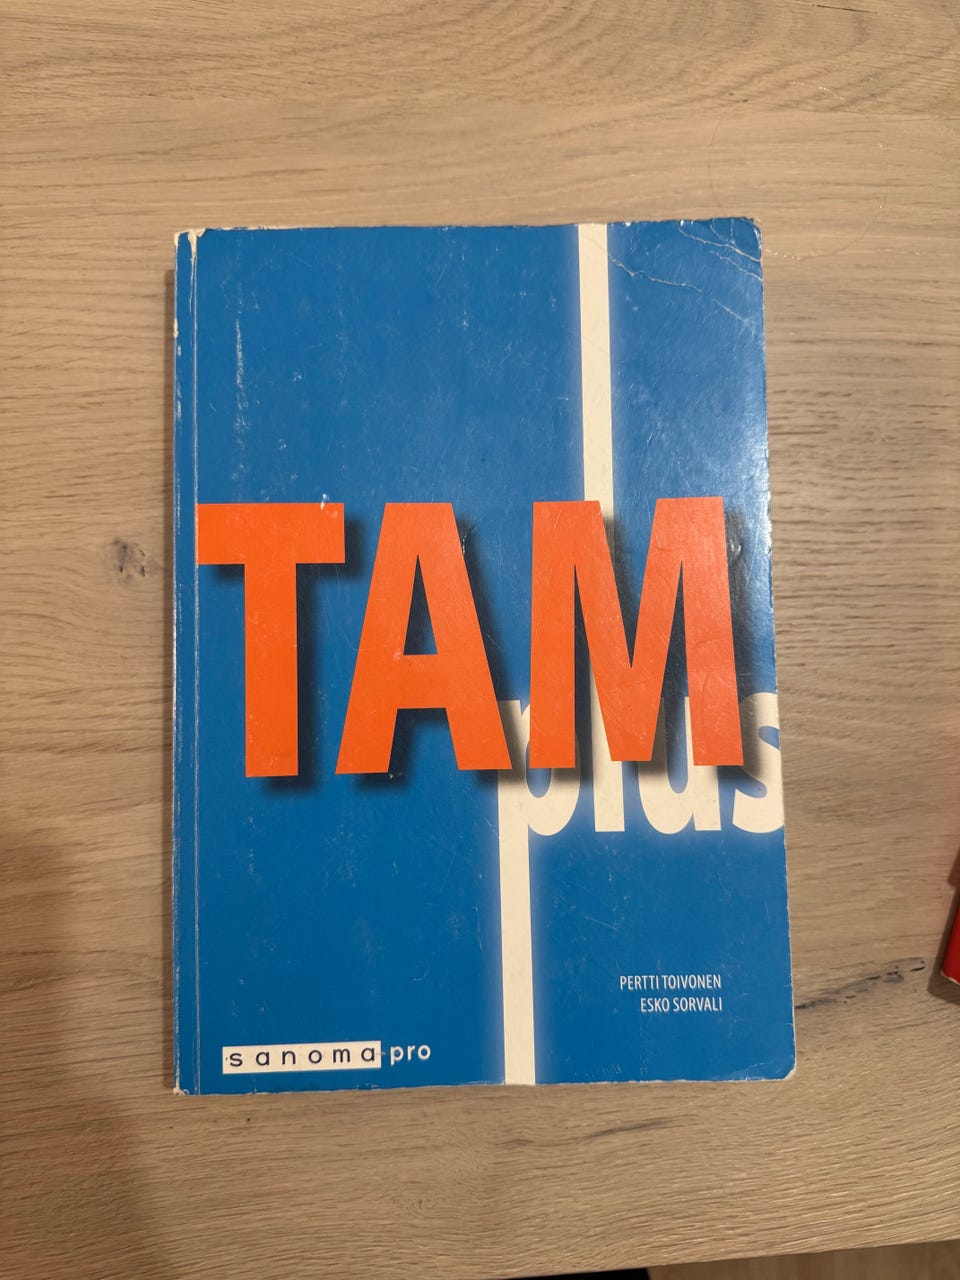 TAM
plus
PERTTI TOIVONEN
ESKO SORVALI
sanoma pro